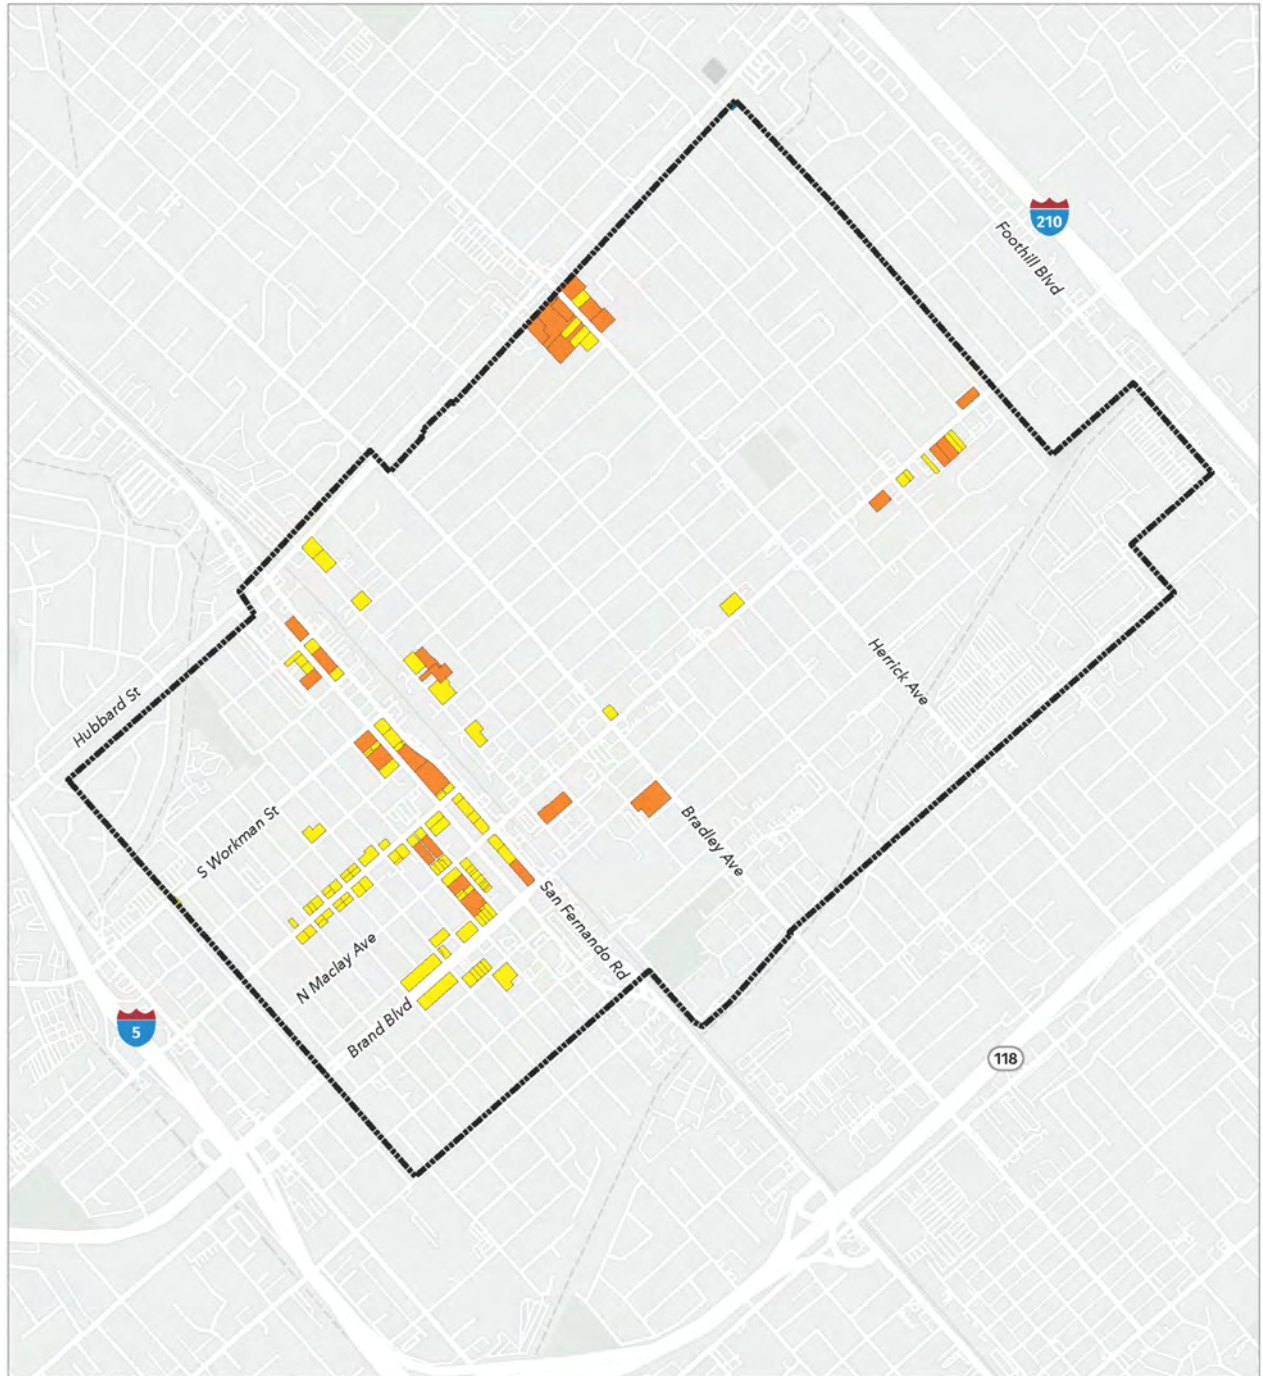 210
Foothill Blvd
Hubbard St
Herrick Ave
S Workman St
Bradley Ave
San Fernando Rd
N Maclay Ave
Brand Blvd
5
118